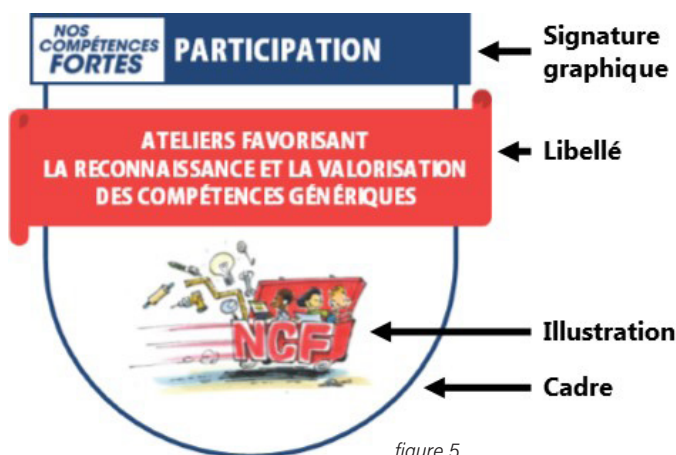 NOS
COMPÉTENCES
FORTES
PARTICIPATION
Signature
graphique
ATELIERS FAVORISANT
LA RECONNAISSANCE ET LA VALORISATION
DES COMPÉTENCES GÉNÉRIQUES
Libellé
NCF
Illustration
Cadre
figure 5